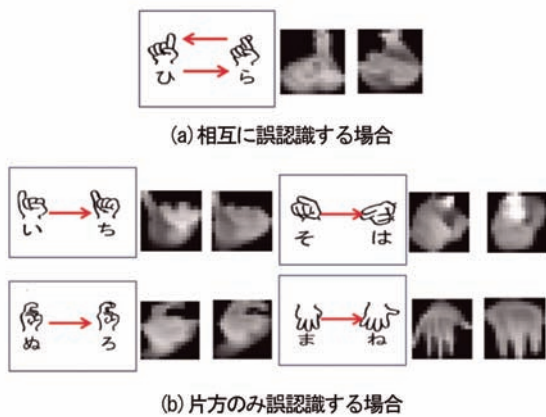 ひ ら
(a) 相互に誤認識する場合
い ち そ は
ぬ ろ ま ね
(b) 片方のみ誤認識する場合